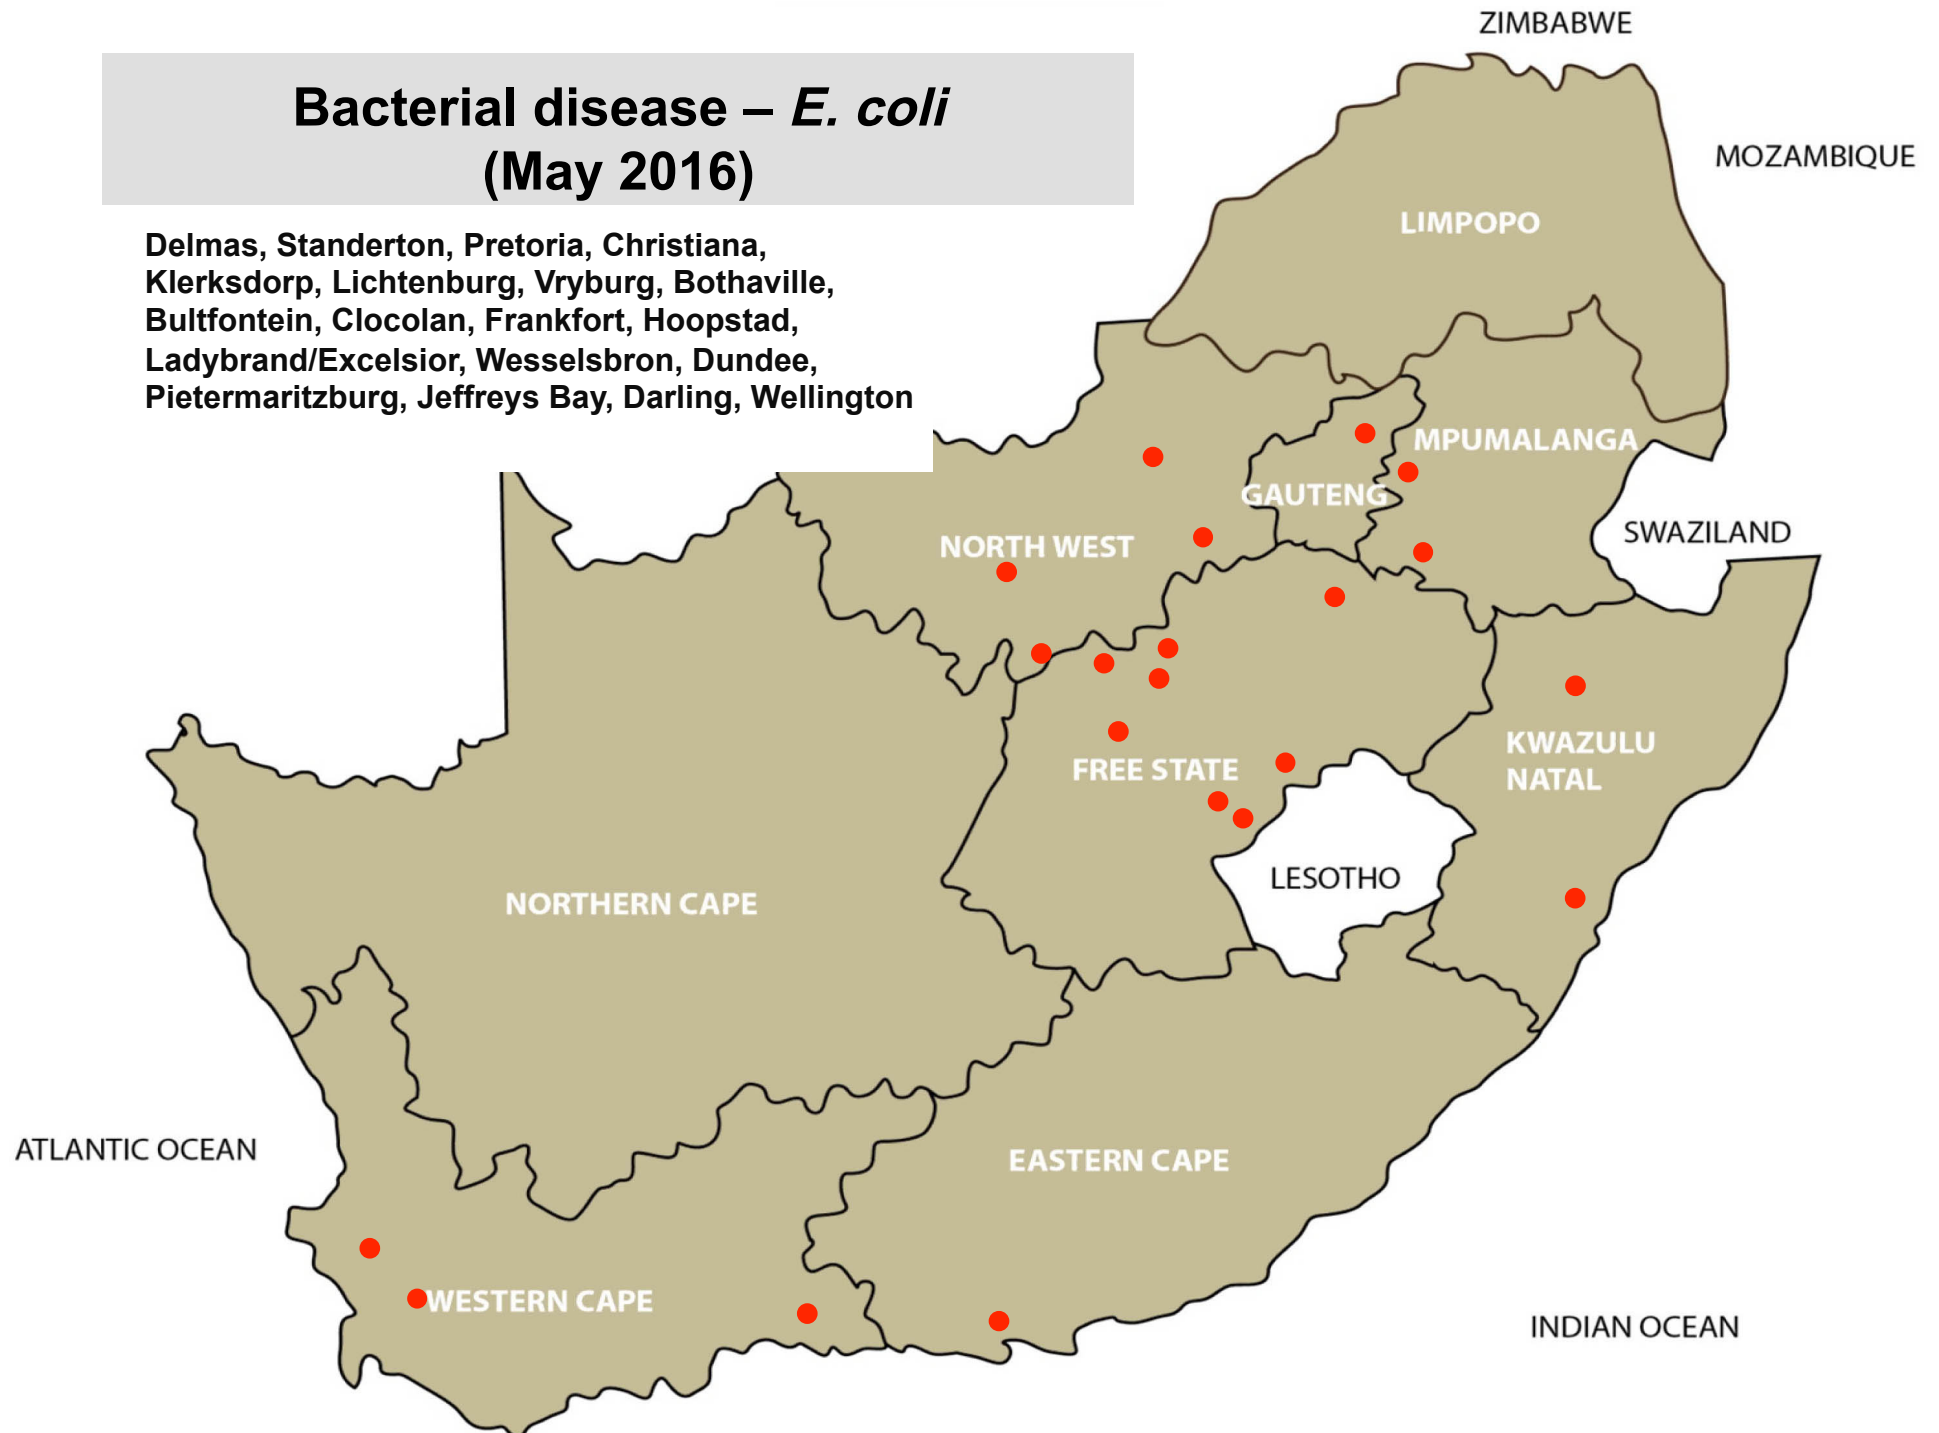 Bacterial disease – E. coli
(May 2016)
Delmas, Standerton, Pretoria, Christiana,
Klerksdorp, Lichtenburg, Vryburg, Bothaville,
Bultfontein, Clocolan, Frankfort, Hoopstad,
Ladybrand/Excelsior, Wesselsbron, Dundee,
Pietermaritzburg, Jeffreys Bay, Darling, Wellington
ZIMBABWE
MOZAMBIQUE
LIMPOPO
MPUMALANGA
GAUTENG
SWAZILAND
NORTH WEST
KWAZULU
NATAL
FREE STATE
LESOTHO
NORTHERN CAPE
ATLANTIC OCEAN
EASTERN CAPE
WESTERN CAPE
INDIAN OCEAN